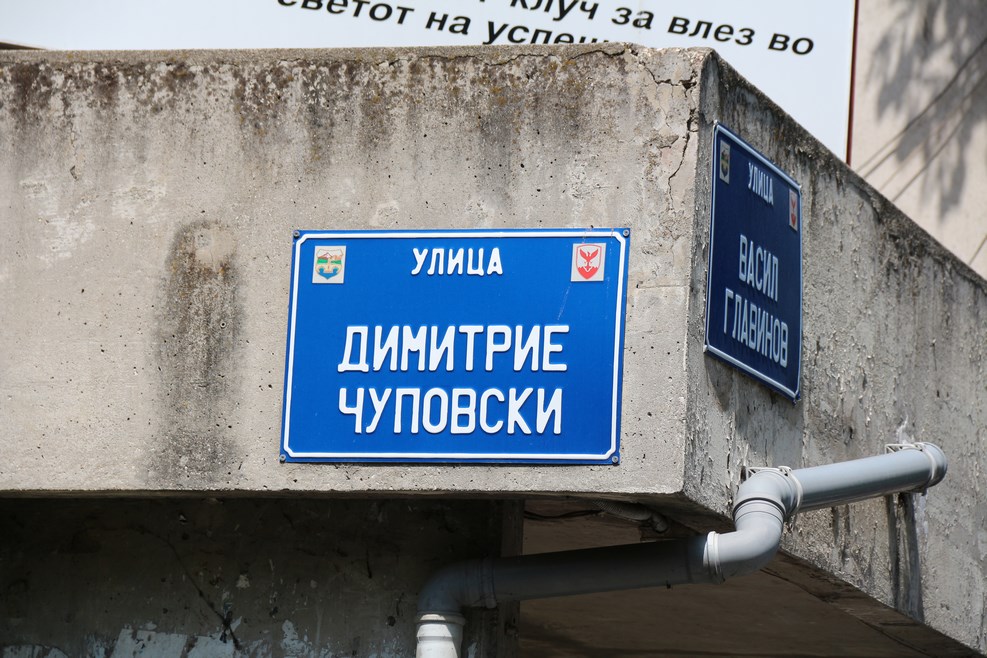 клуч за влез во
светот на
УЛИЦА
ДИМИТРИЕ
ЧУПОВСКИ
УЛИЦА
ВАСИЛ
ГЛАВИНОВ